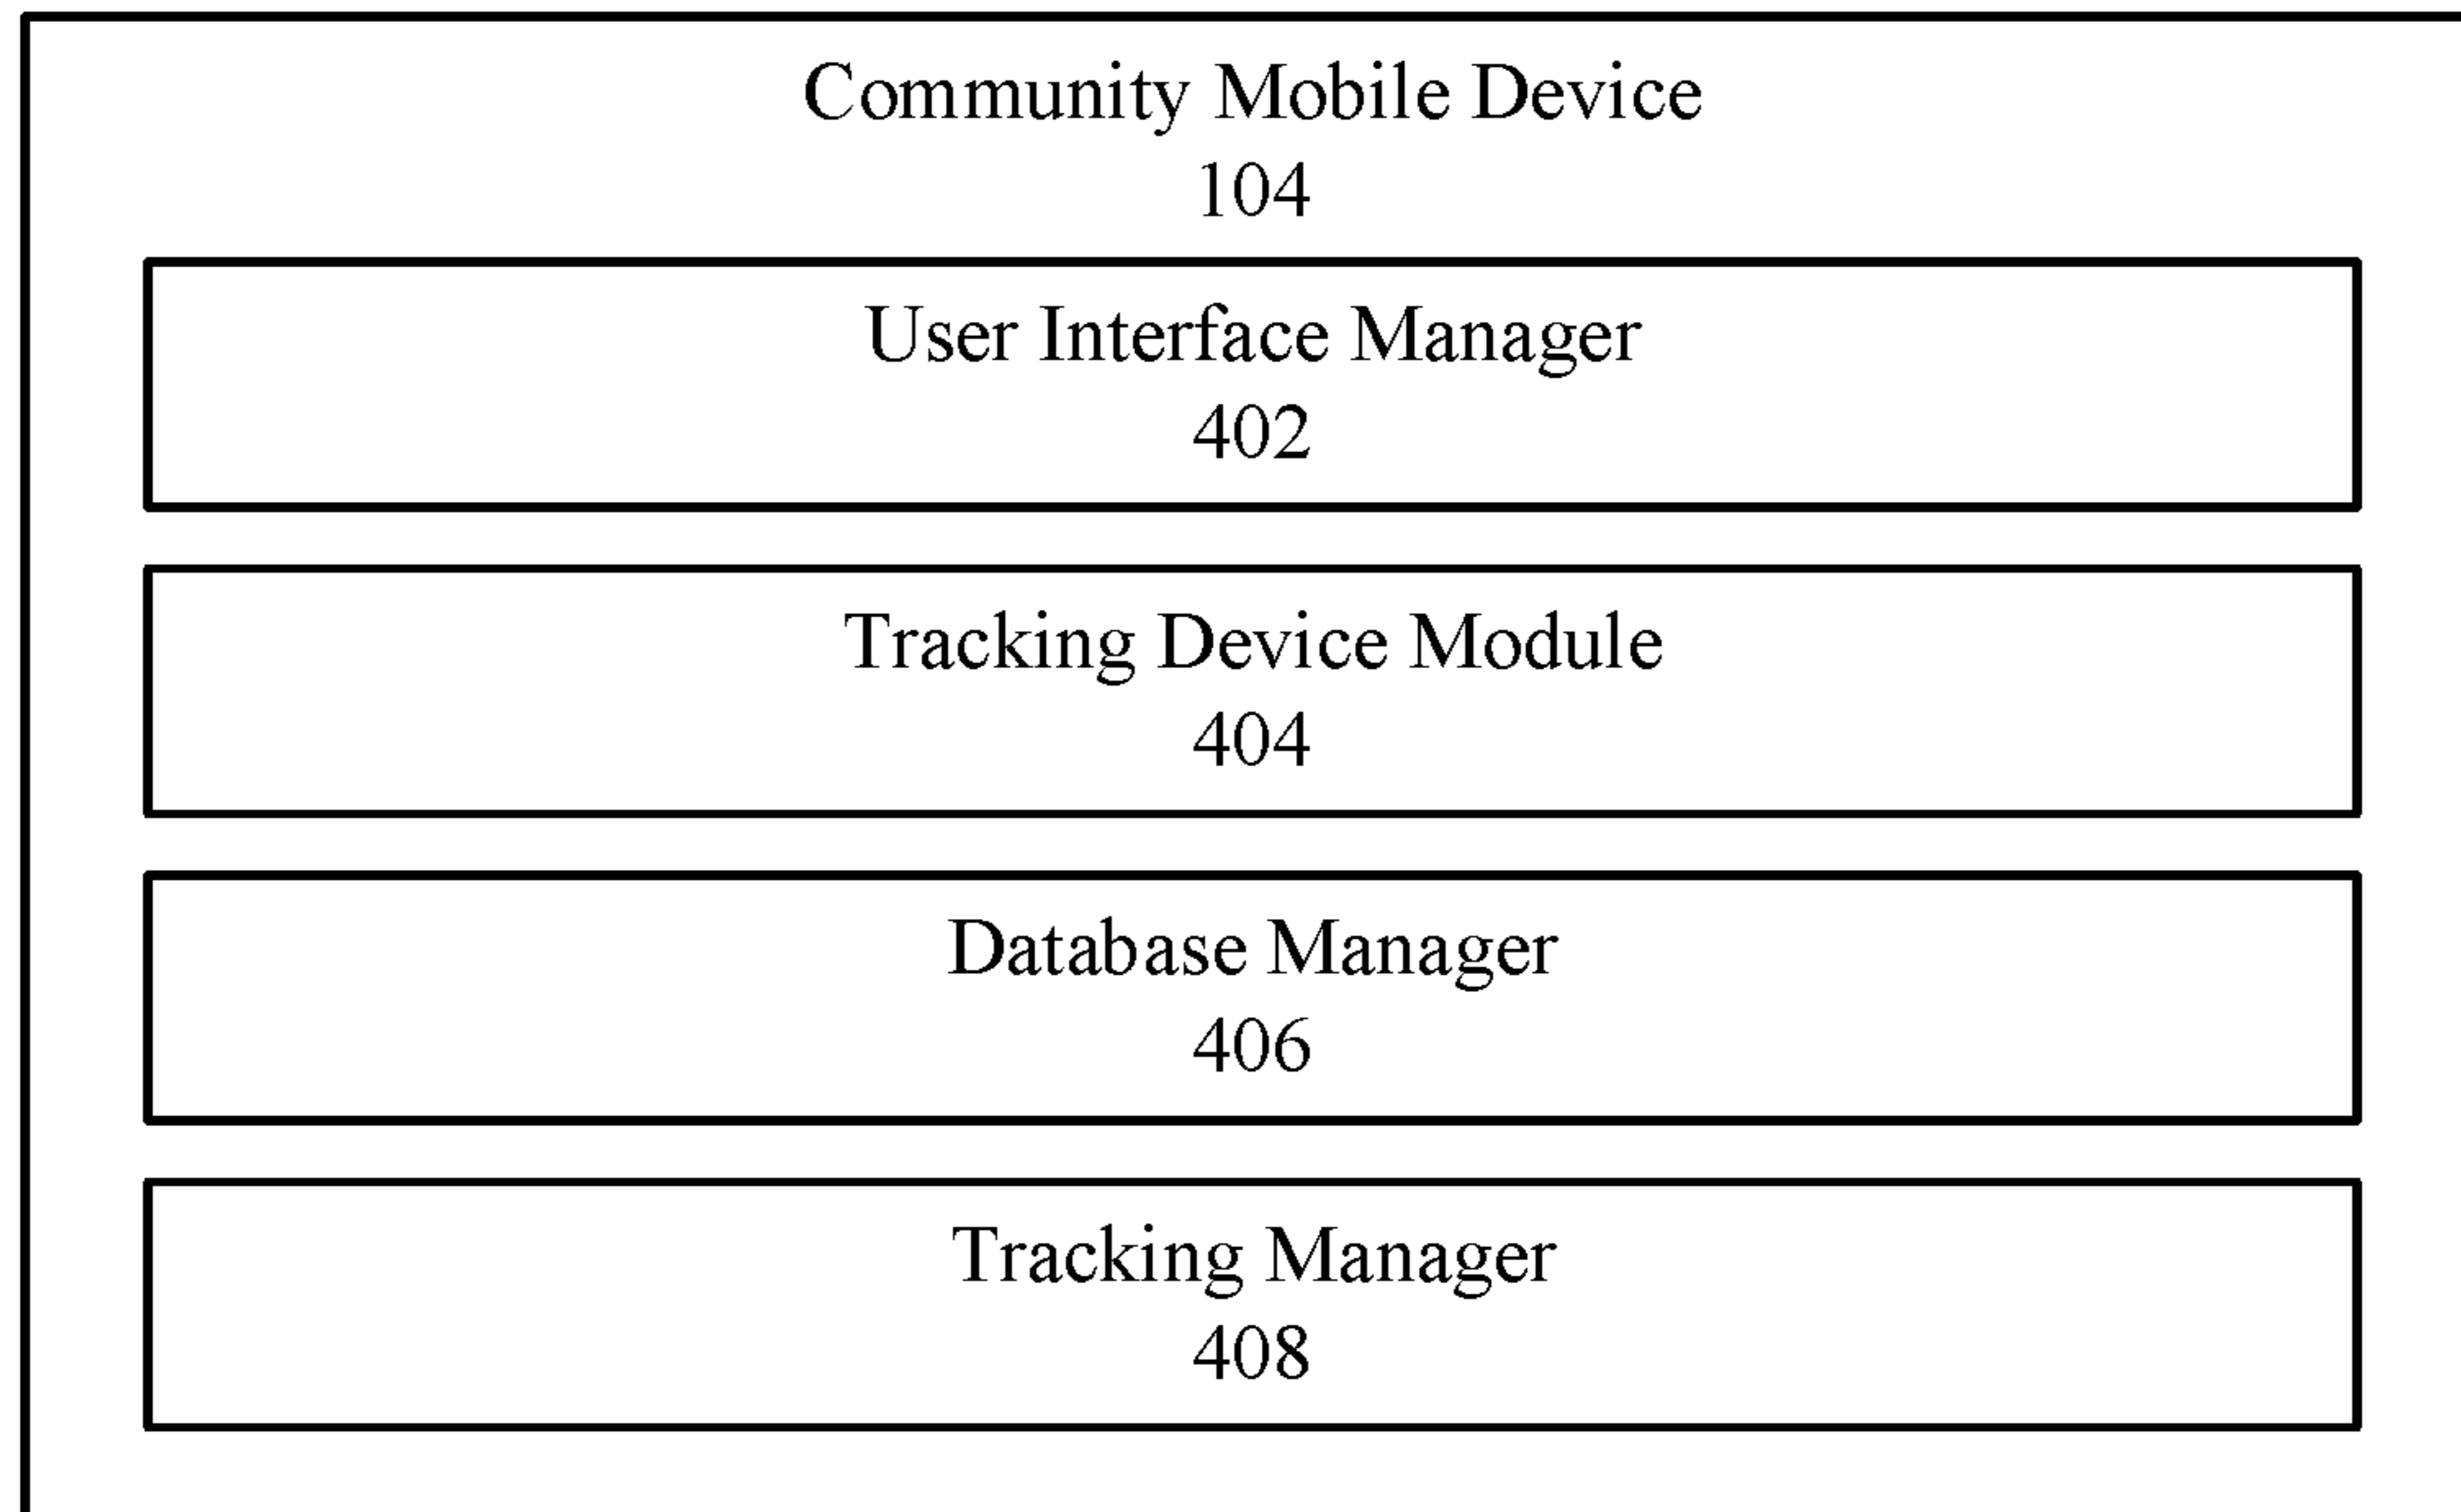 Community Mobile Device
104
User Interface Manager
402
Tracking Device Module
404
Database Manager
406
Tracking Manager
408